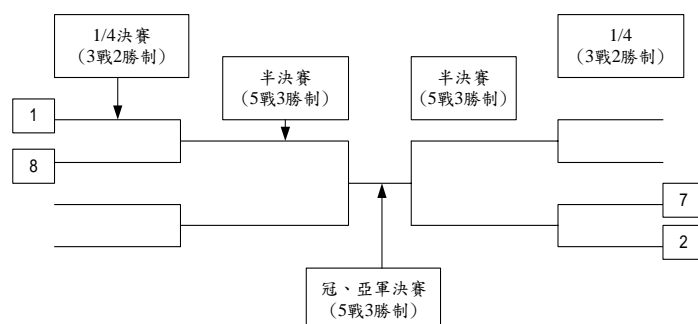 1/4決賽
(3戰2勝制)
半決賽
(5戰3勝制)
半決賽
(5戰3勝制)
1/4
(3戰2勝制)
1
8
7
2
冠、亞軍決賽
(5戰3勝制)